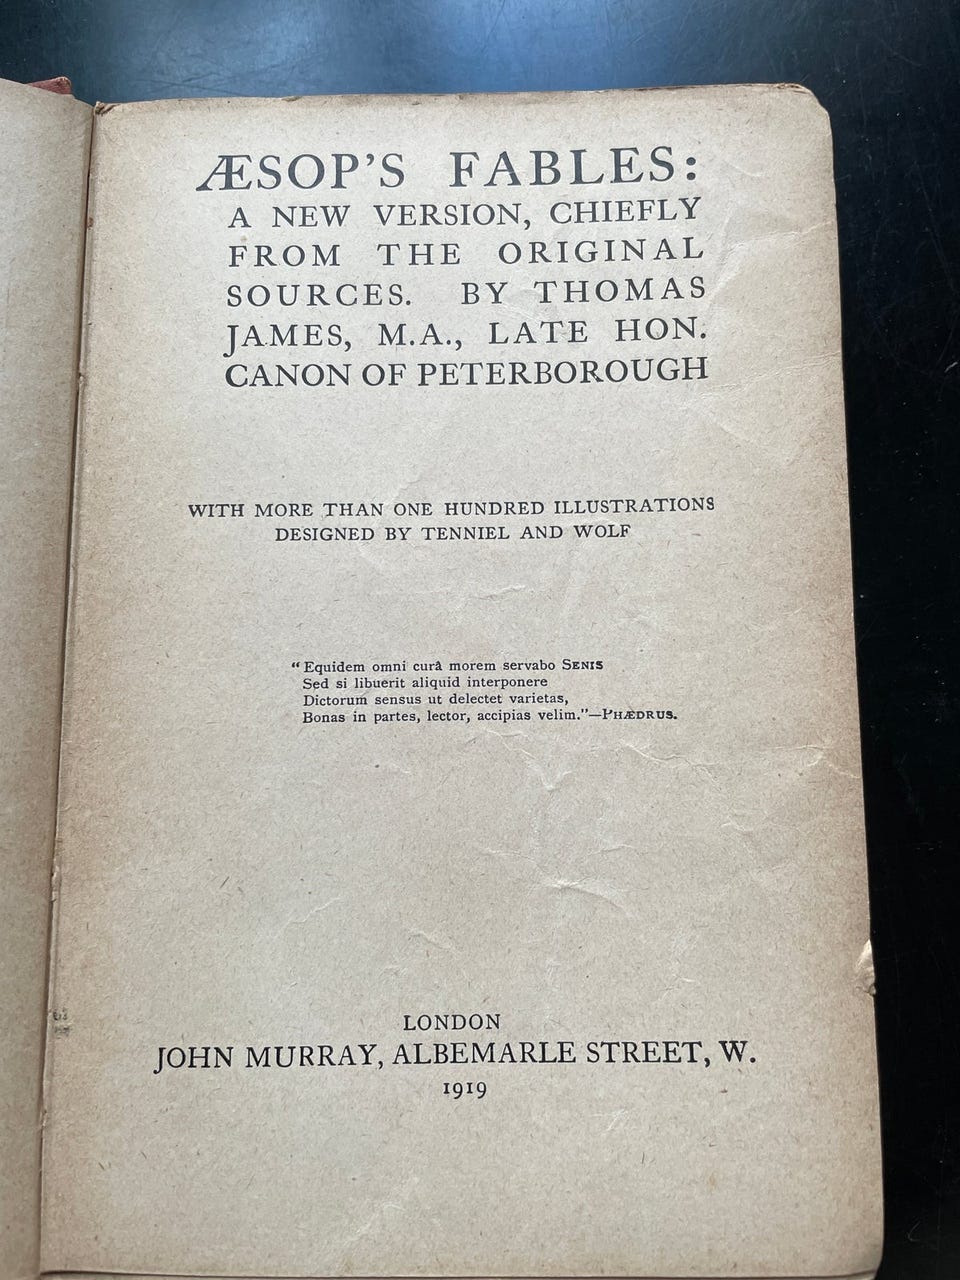 ÆSOP'S FABLES:
A NEW VERSION, CHIEFLY
FROM THE ORIGINAL
SOURCES. BY THOMAS
JAMES, M.A., LATE HON.
CANON OF PETERBOROUGH
WITH MORE THAN ONE HUNDRED ILLUSTRATIONS
DESIGNED BY TENNIEL AND WOLF
“Equidem omni curâ morem servabo SENIS
Sed si libuerit aliquid interponere
Dictorum sensus ut delectet varietas,
Bonas in partes, lector, accipias velim.”—PHÆDRUS.
LONDON
JOHN MURRAY, ALBEMARLE STREET, W.
1919